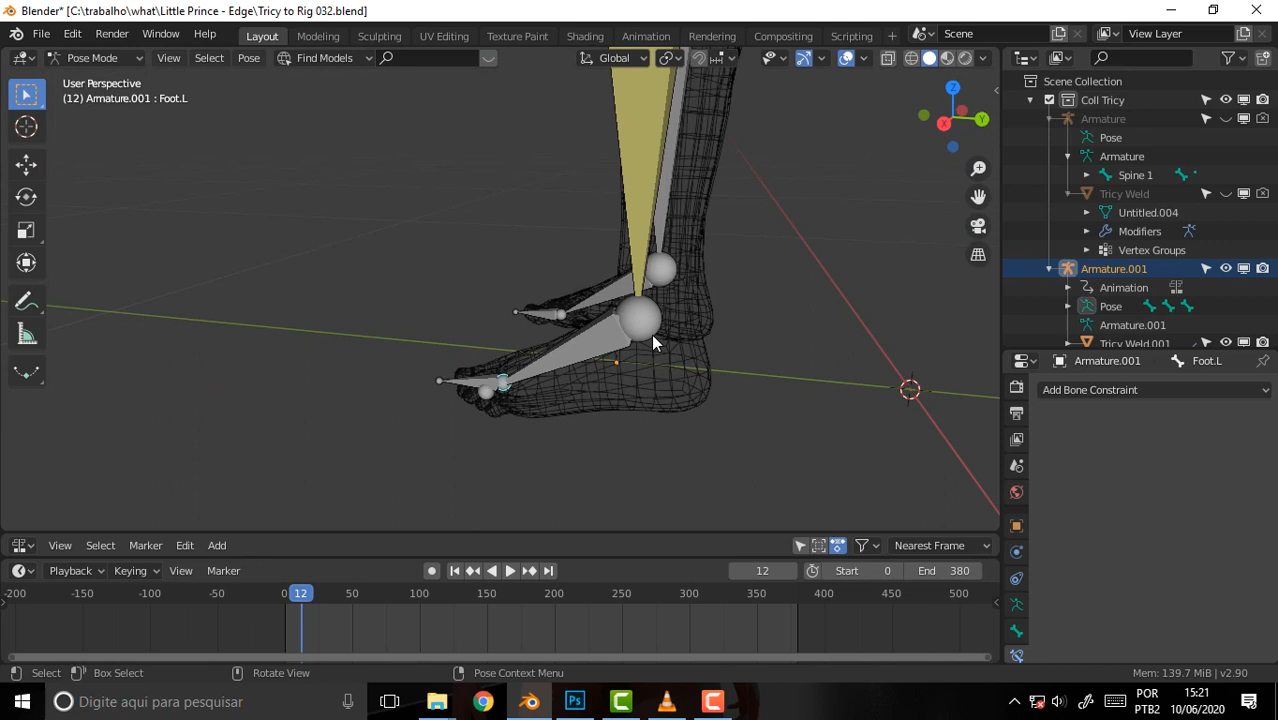 Blender* [C:\trabalho\what\Little Prince - Edge\Tricy to Rig 032.blend]
File Edit Render Window Help Layout Modeling Sculpting UV Editing Texture Paint Shading Animation Rendering Compositing Scripting + Scene View Layer
Pose Mode View Select Pose Find Models Global
User Perspective
(12) Armature.001 : Foot.L
Z
Y
X
Scene Collection
Coll Tricy
Armature
Pose
Armature
Spine 1
Tricy Weld
Untitled.004
Modifiers
Vertex Groups
Armature.001
Animation
Pose
Armature.001
Tricy Weld.001
Armature.001 > Foot.L
Add Bone Constraint
View Select Marker Edit Add Nearest Frame
Playback Keying View Marker 12 Start 0 End 380
-200 -150 -100 -50 0 12 50 100 150 200 250 300 350 400 450 500
Select Box Select Rotate View Pose Context Menu Mem: 139.7 MiB | v2.90
Digite aqui para pesquisar
POR
PTB2
15:21
10/06/2020